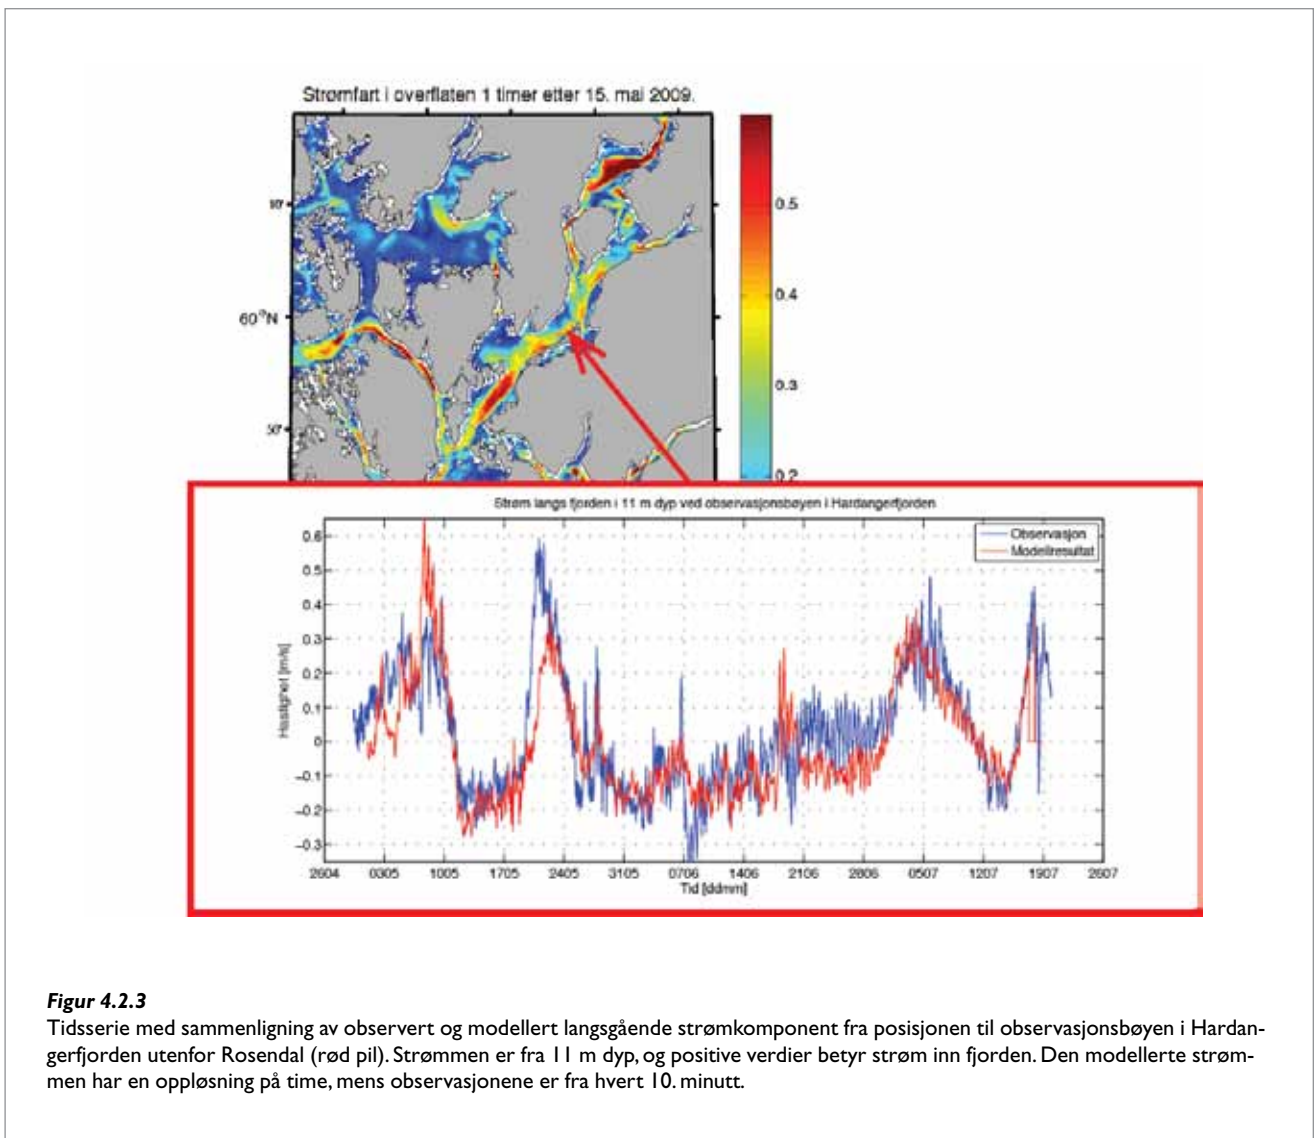 Strømfart i overflaten 1 timer etter 15. mai 2009.
10'
60°N
50'
0.5
0.4
0.3
0.2
Strøm langs fjorden i 11 m dyp ved observasjonsbøyen i Hardangerfjorden
Observasjon
Modellresultat
Hastighet [m/s]
0.6
0.5
0.4
0.3
0.2
0.1
0
-0.1
-0.2
-0.3
2604 0305 1005 1705 2405 3105 0706 1406 2106 2806 0507 1207 1907 2607
Tid [ddmm]
Figur 4.2.3
Tidsserie med sammenligning av observert og modellert langsgående strømkomponent fra posisjonen til observasjonsbøyen i Hardan-
gerfjorden utenfor Rosendal (rød pil). Strømmen er fra 11 m dyp, og positive verdier betyr strøm inn fjorden. Den modellerte strøm-
men har en oppløsning på time, mens observasjonene er fra hvert 10. minutt.